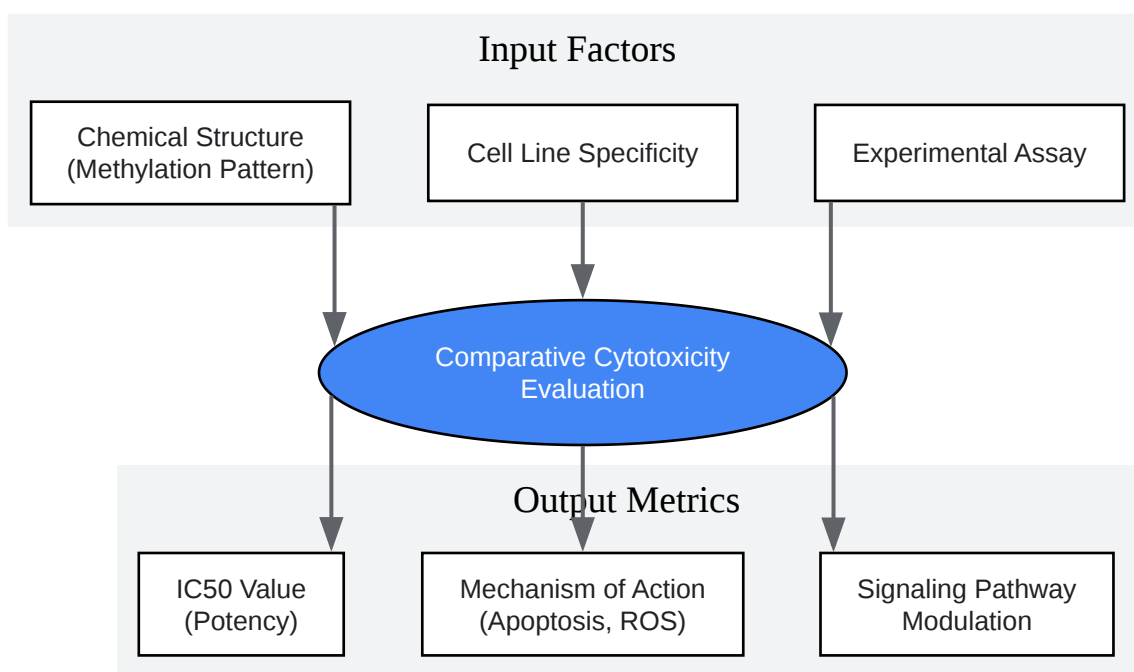 Input Factors
Chemical Structure
(Methylation Pattern)
Cell Line Specificity
Experimental Assay
Comparative Cytotoxicity
Evaluation
Output Metrics
IC50 Value
(Potency)
Mechanism of Action
(Apoptosis, ROS)
Signaling Pathway
Modulation